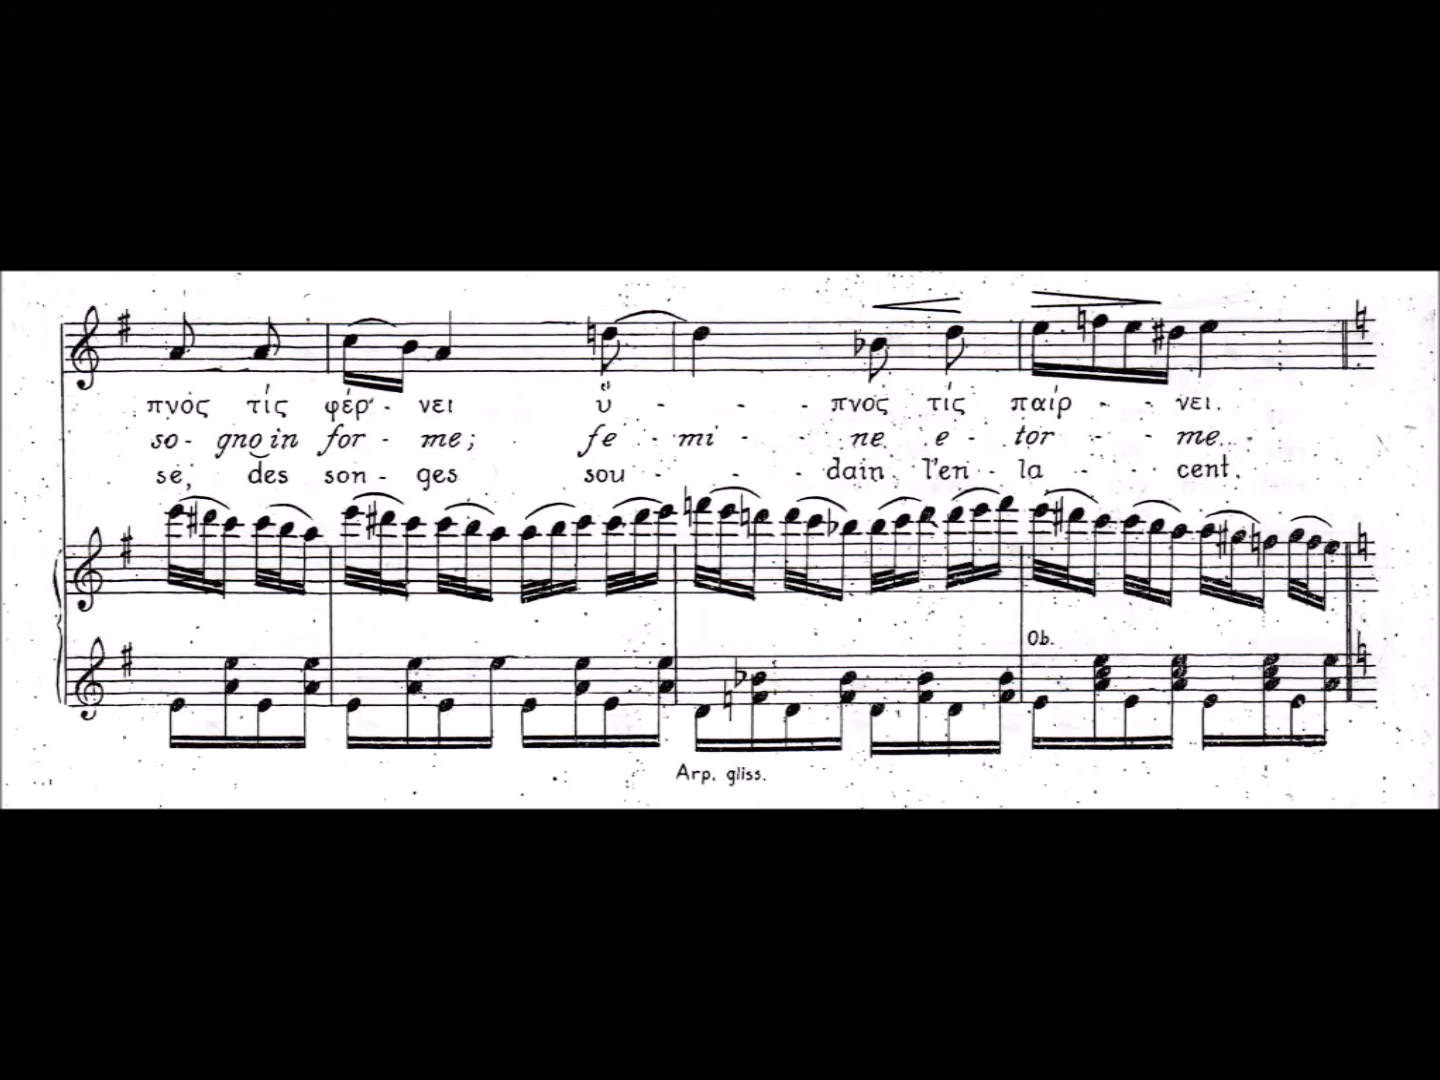 πνος τίς φέρ - νει ὕ - - - πνος τίς παίρ - - νει.
so - gno in for - me; fe - mi - - ne e - tor - - me.
se, des son - ges sou - - - dain l'en - la - - cent.
Ob.
Arp. gliss.